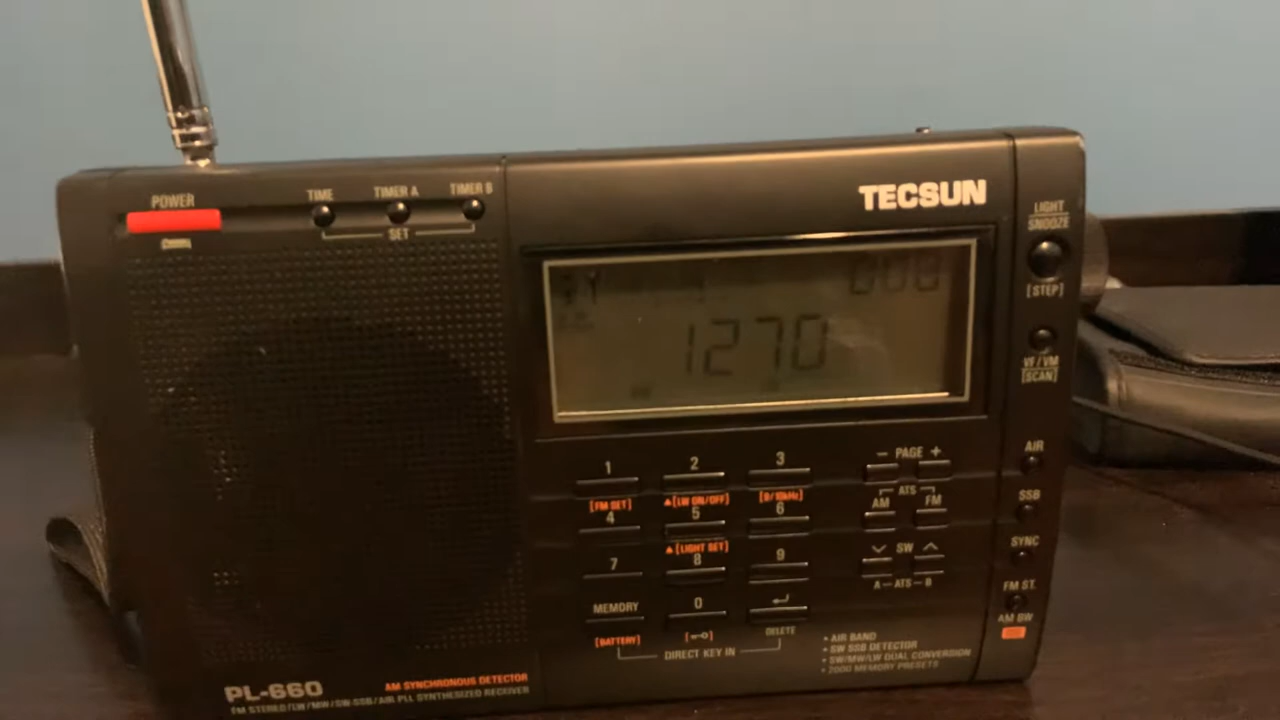 POWER
TIME
TIMER A
TIMER B
SET
TECSUN
LIGHT
SNOOZE
[STEP]
VF/VM
[SCAN]
1270
1
2
3
[FM SET]
▲[LW ON/OFF]
[9/10kHz]
4
5
6
▲[LIGHT SET]
7
8
9
MEMORY
0
[BATTERY]
DELETE
DIRECT KEY IN
− PAGE +
ATS
AM
FM
SW
A—ATS—B
AIR
SSB
SYNC
FM ST.
AM BW
• AIR BAND
• SW SSB DETECTOR
• SW/MW/LW DUAL CONVERSION
• 2000 MEMORY PRESETS
PL-660
AM SYNCHRONOUS DETECTOR
FM STEREO/LW/MW/SW-SSB/AIR PLL SYNTHESIZED RECEIVER